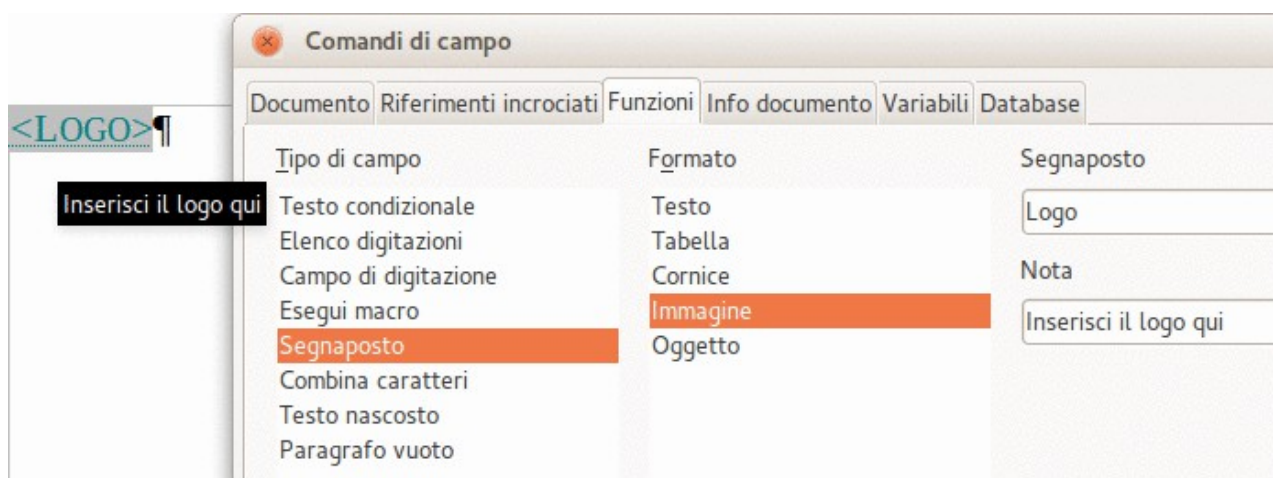 Comandi di campo
Documento Riferimenti incrociati Funzioni Info documento Variabili Database
<LOGO>¶
Inserisci il logo qui
Tipo di campo
Testo condizionale
Elenco digitazioni
Campo di digitazione
Esegui macro
Segnaposto
Combina caratteri
Testo nascosto
Paragrafo vuoto
Formato
Testo
Tabella
Cornice
Immagine
Oggetto
Segnaposto
Logo
Nota
Inserisci il logo qui